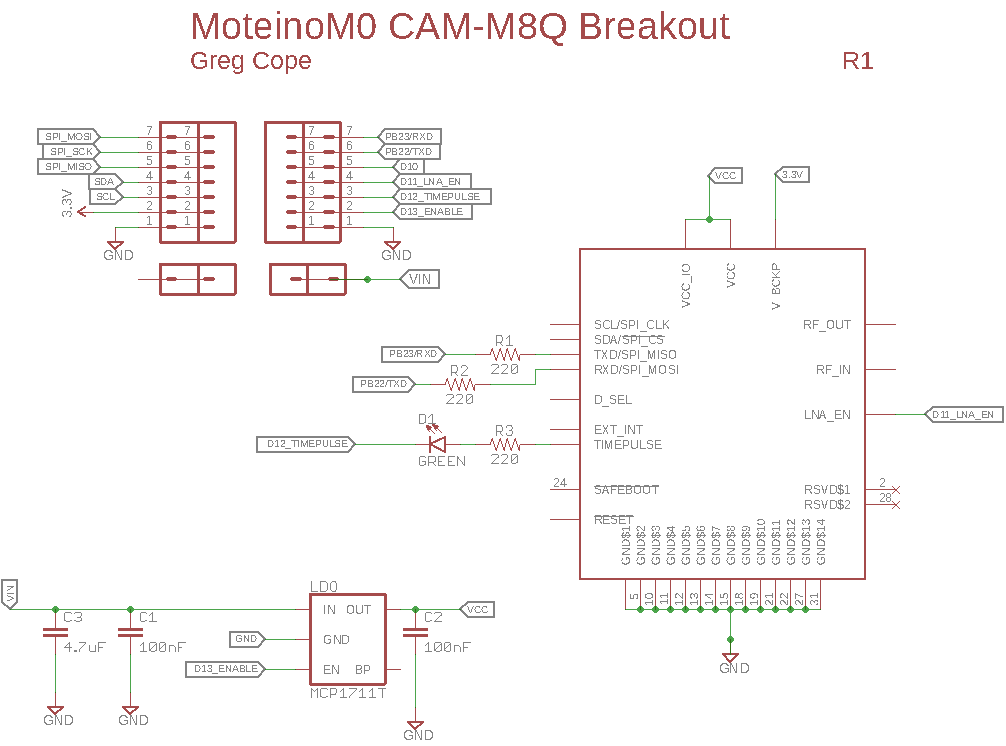 MoteinoM0 CAM-M8Q Breakout
Greg Cope
R1
SPI_MOSI 7 7 7 7 PB23/RXD
SPI_SCK 6 6 6 6 PB22/TXD
SPI_MISO 5 5 5 5 D10
SDA 4 4 4 4 D11_LNA_EN
SCL 3 3 3 3 D12_TIMEPULSE
3.3V 2 2 2 2 D13_ENABLE
1 1 1 1
GND GND
VIN
VCC 3.3V
VCC_IO VCC V_BCKP
SCL/SPI_CLK RF_OUT
SDA/SPI_CS
PB23/RXD R1 220 TXD/SPI_MISO
PB22/TXD R2 220 RXD/SPI_MOSI RF_IN
D_SEL
LNA_EN D11_LNA_EN
EXT_INT
D12_TIMEPULSE D1 GREEN R3 220 TIMEPULSE
24 SAFEBOOT RSVD$1 2
RSVD$2 28
RESET
GND$1 GND$2 GND$3 GND$4 GND$5 GND$6 GND$7 GND$8 GND$9 GND$10 GND$11 GND$12 GND$13 GND$14
5 10 11 12 13 14 15 18 19 21 22 27 31
GND
VIN
LDO
IN OUT
VCC
C3 4.7uF
C1 100nF
C2 100nF
GND GND
D13_ENABLE EN BP
MCP1711T
GND GND GND